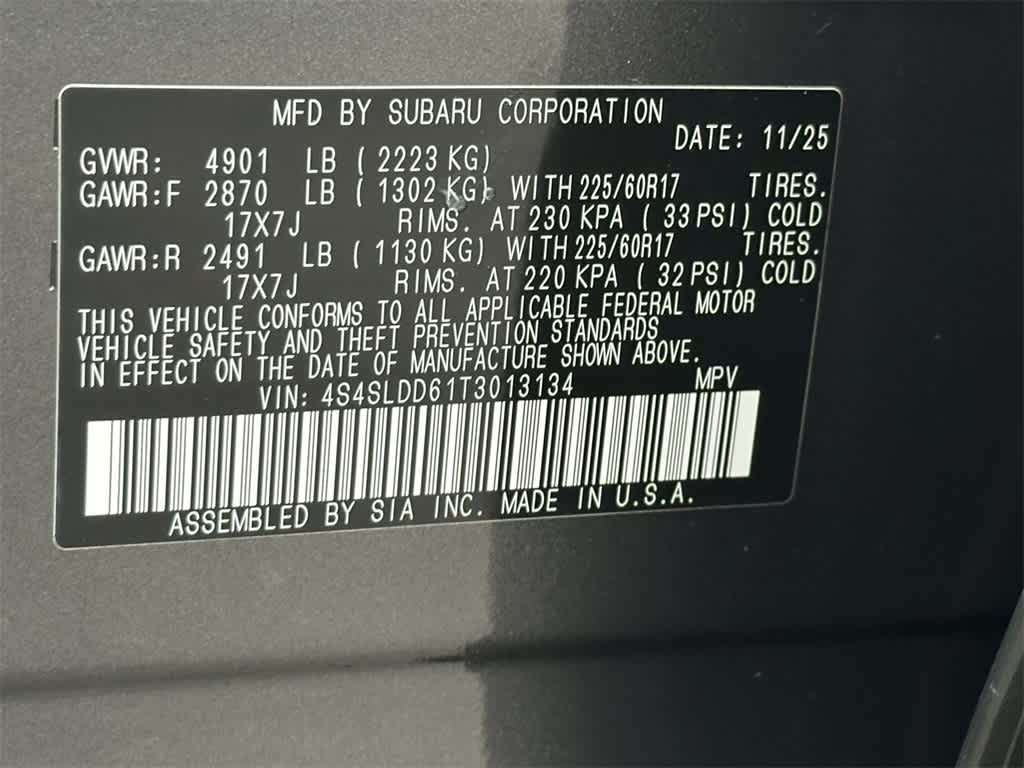 MFD BY SUBARU CORPORATION
DATE: 11/25
GVWR: 4901 LB ( 2223 KG)
GAWR:F 2870 LB ( 1302 KG) WITH 225/60R17 TIRES.
17X7J RIMS. AT 230 KPA ( 33 PSI) COLD
GAWR:R 2491 LB ( 1130 KG) WITH 225/60R17 TIRES.
17X7J RIMS. AT 220 KPA ( 32 PSI) COLD
THIS VEHICLE CONFORMS TO ALL APPLICABLE FEDERAL MOTOR
VEHICLE SAFETY AND THEFT PREVENTION STANDARDS
IN EFFECT ON THE DATE OF MANUFACTURE SHOWN ABOVE.
VIN: 4S4SLDD61T3013134 MPV
ASSEMBLED BY SIA INC. MADE IN U.S.A.